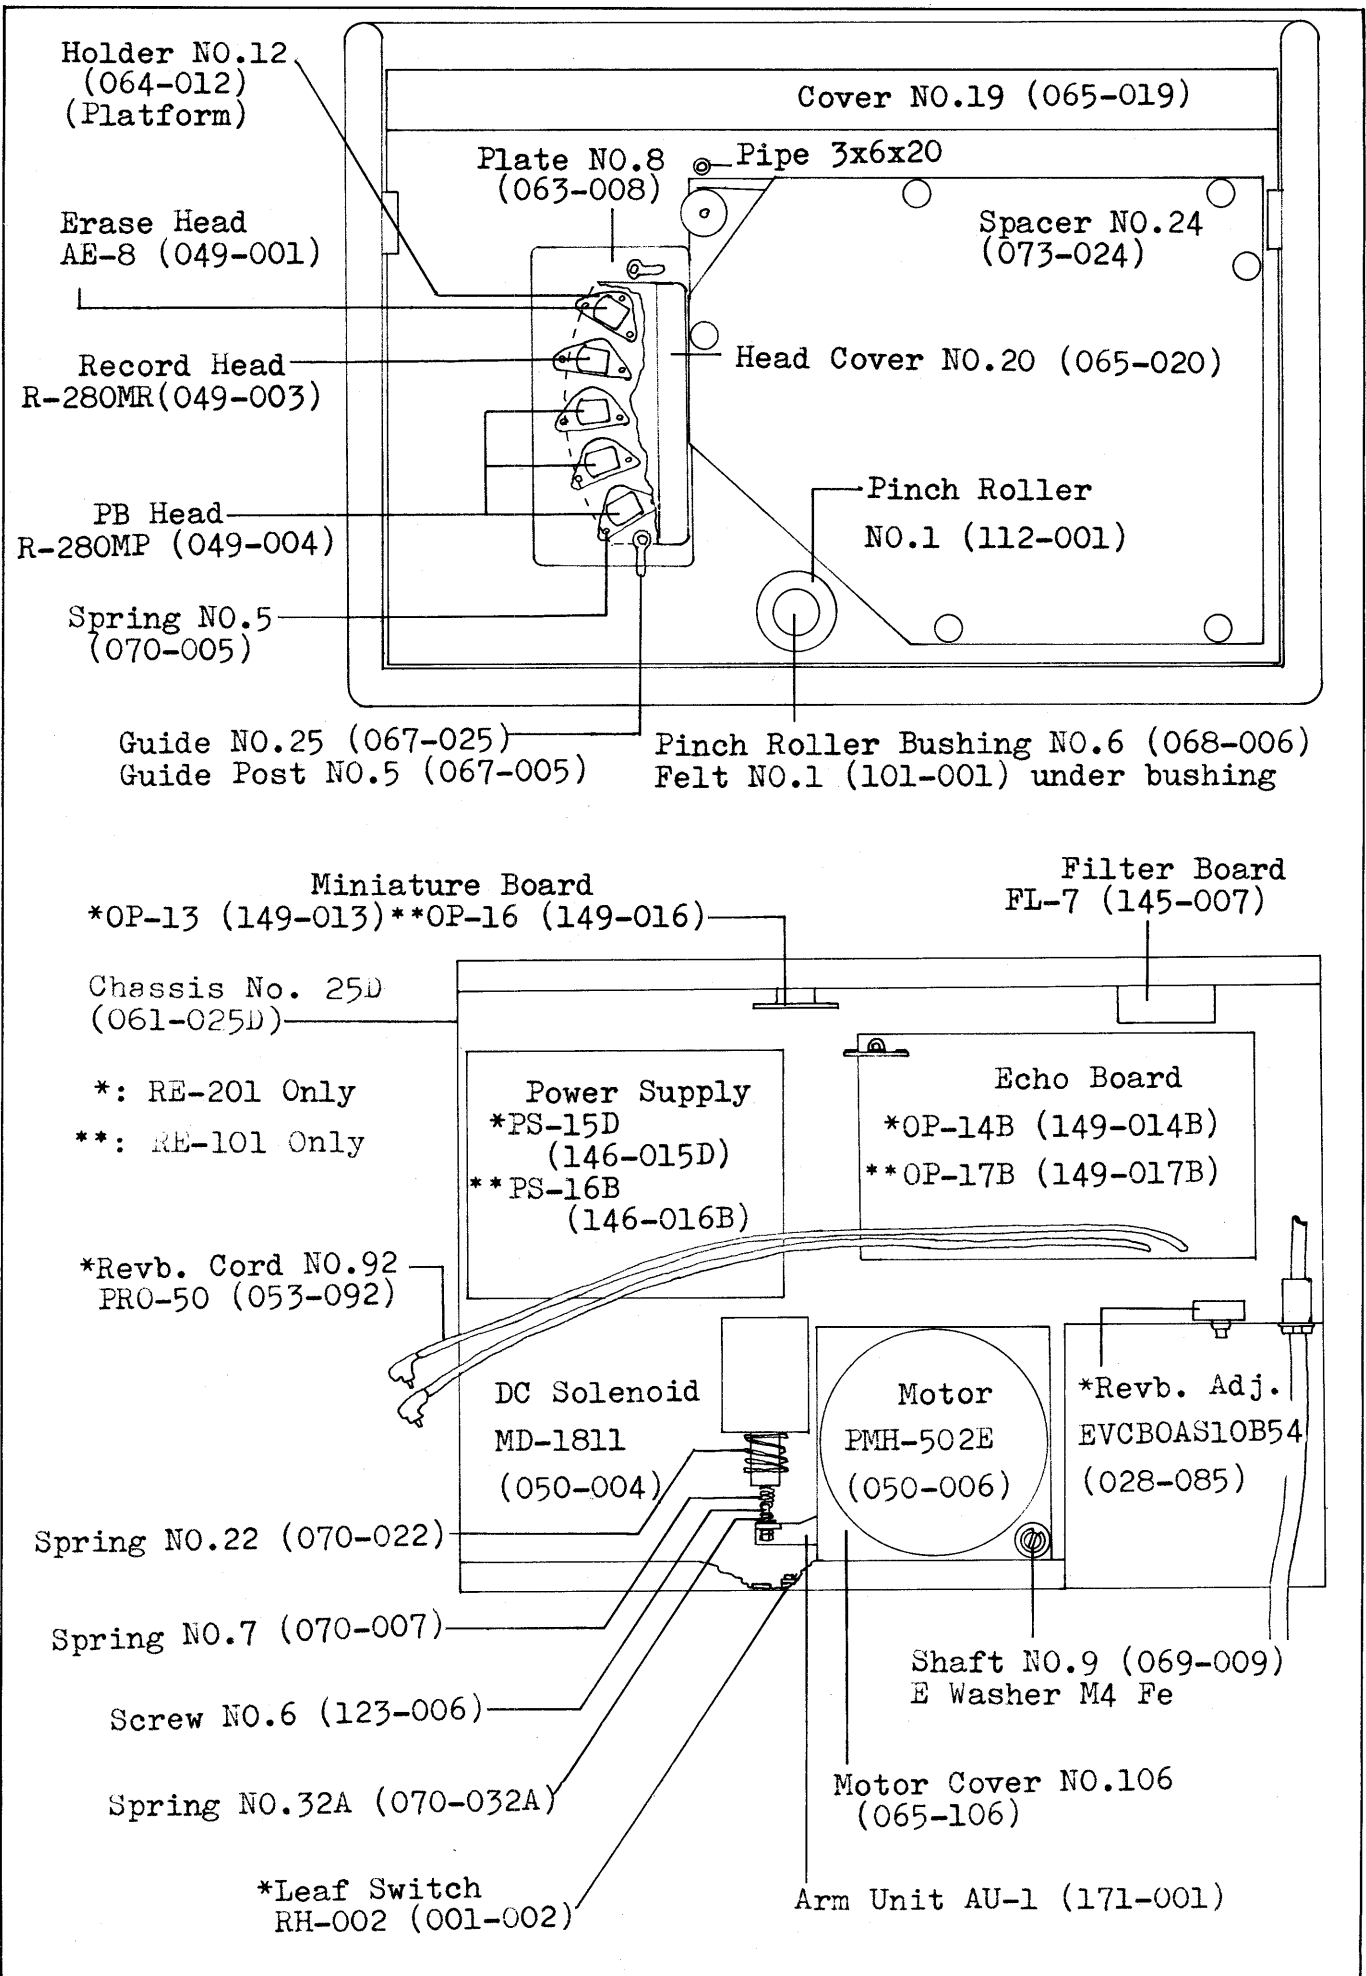 Holder NO.12
(064-012)
(Platform)
Cover NO.19 (065-019)
Plate NO.8
(063-008)
Pipe 3x6x20
Erase Head
AE-8 (049-001)
Spacer NO.24
(073-024)
Record Head
R-280MR(049-003)
Head Cover NO.20 (065-020)
PB Head
R-280MP (049-004)
Pinch Roller
NO.1 (112-001)
Spring NO.5
(070-005)
Guide NO.25 (067-025)
Guide Post NO.5 (067-005)
Pinch Roller Bushing NO.6 (068-006)
Felt NO.1 (101-001) under bushing
Miniature Board
*OP-13 (149-013)**OP-16 (149-016)
Filter Board
FL-7 (145-007)
Chassis No. 25D
(061-025D)
*: RE-201 Only
**: RE-101 Only
Power Supply
*PS-15D
(146-015D)
**PS-16B
(146-016B)
Echo Board
*OP-14B (149-014B)
**OP-17B (149-017B)
*Revb. Cord NO.92
PRO-50 (053-092)
DC Solenoid
MD-1811
(050-004)
Motor
PMH-502E
(050-006)
*Revb. Adj.
EVCBOAS10B54
(028-085)
Spring NO.22 (070-022)
Spring NO.7 (070-007)
Screw NO.6 (123-006)
Spring NO.32A (070-032A)
*Leaf Switch
RH-002 (001-002)
Shaft NO.9 (069-009)
E Washer M4 Fe
Motor Cover NO.106
(065-106)
Arm Unit AU-1 (171-001)